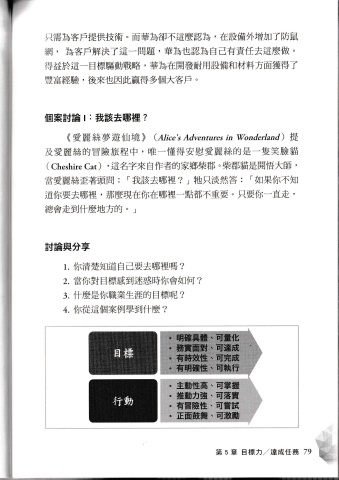 只需為客戶提供技術。而華為卻不這麼認為,在設備外增加了防鼠
網, 為客戶解決了這一問題,華為也認為自己有責任去這麼做。
得益於這一目標驅動戰略,華為在開發耐用設備和材料方面獲得了
豐富經驗,後來也因此贏得多個大客戶。
個案討論 I:我該去哪裡?
《愛麗絲夢遊仙境》(Alice's Adventures in Wonderland)提
及愛麗絲的冒險旅程中,唯一懂得安慰愛麗絲的是一隻笑臉貓
(Cheshire Cat),這名字來自作者的家鄉柴郡。柴郡貓是開悟大師,
當愛麗絲歪著頭問:「我該去哪裡?」牠只淡然答:「如果你不知
道你要去哪裡,那麼現在你在哪裡一點都不重要。只要你一直走,
總會走到什麼地方的。」
討論與分享
1. 你清楚知道自己要去哪裡嗎?
2. 當你對目標感到迷惑時你會如何?
3. 什麼是你職業生涯的目標呢?
4. 你從這個案例學到什麼?
目標
• 明確具體、可量化
• 務實面對、可達成
• 有時效性、可完成
• 有明確性、可執行
行動
• 主動性高、可掌握
• 推動力強、可落實
• 有冒險性、可嘗試
• 正面鼓舞、可激勵
第 5 章 目標力/達成任務 79